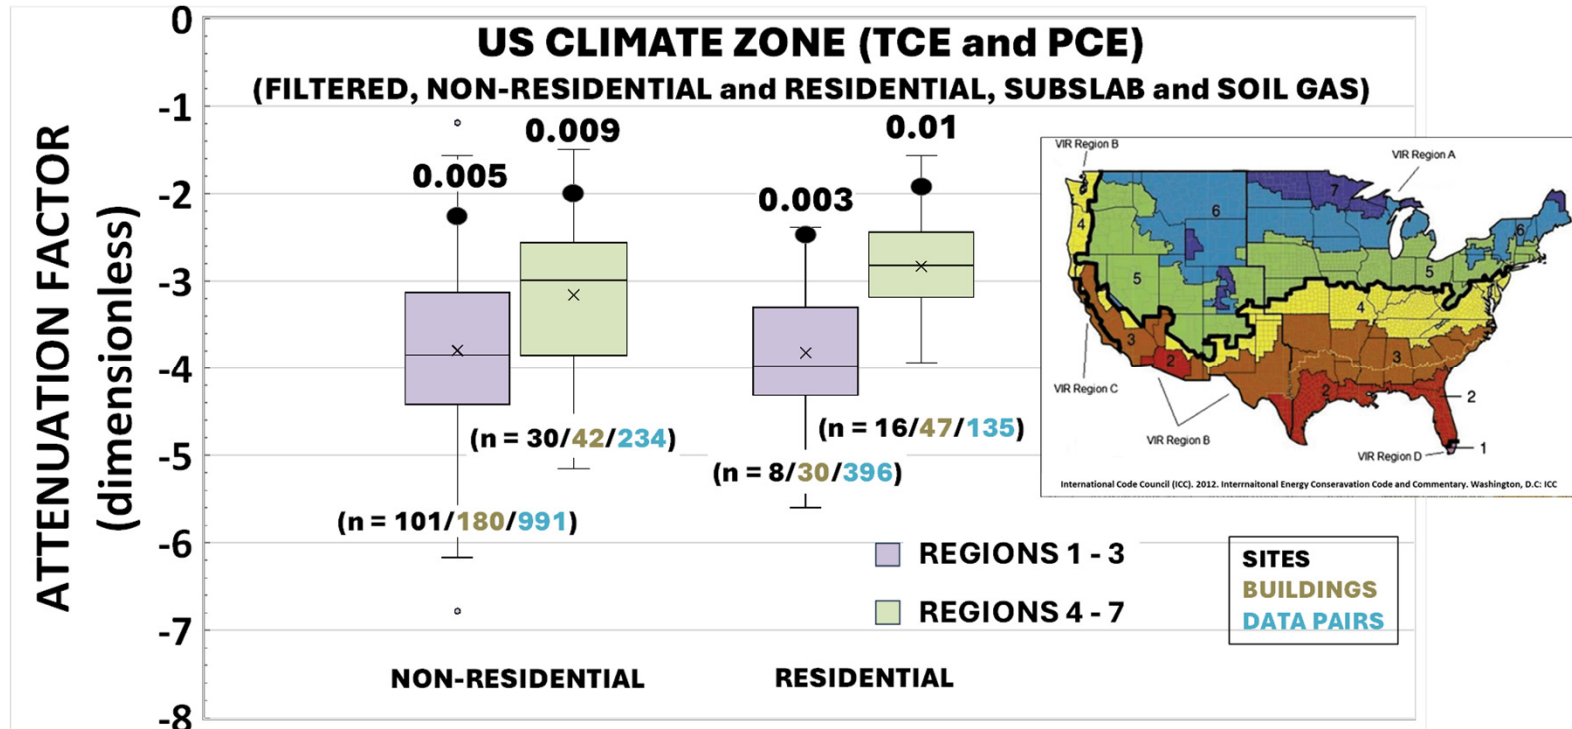 US CLIMATE ZONE (TCE and PCE)
(FILTERED, NON-RESIDENTIAL and RESIDENTIAL, SUBSLAB and SOIL GAS)
ATTENUATION FACTOR
(dimensionless)
0
-1
-2
-3
-4
-5
-6
-7
-8
0.005
0.009
0.003
0.01
(n = 101/180/991)
(n = 30/42/234)
(n = 8/30/396)
(n = 16/47/135)
NON-RESIDENTIAL
RESIDENTIAL
REGIONS 1 - 3
REGIONS 4 - 7
SITES
BUILDINGS
DATA PAIRS
VIR Region B
VIR Region A
7
6
6
4
5
5
4
3
3
2
2
2
1
VIR Region C
VIR Region B
VIR Region D
International Code Council (ICC). 2012. Internaitonal Energy Conseravation Code and Commentary. Washington, D.C: ICC